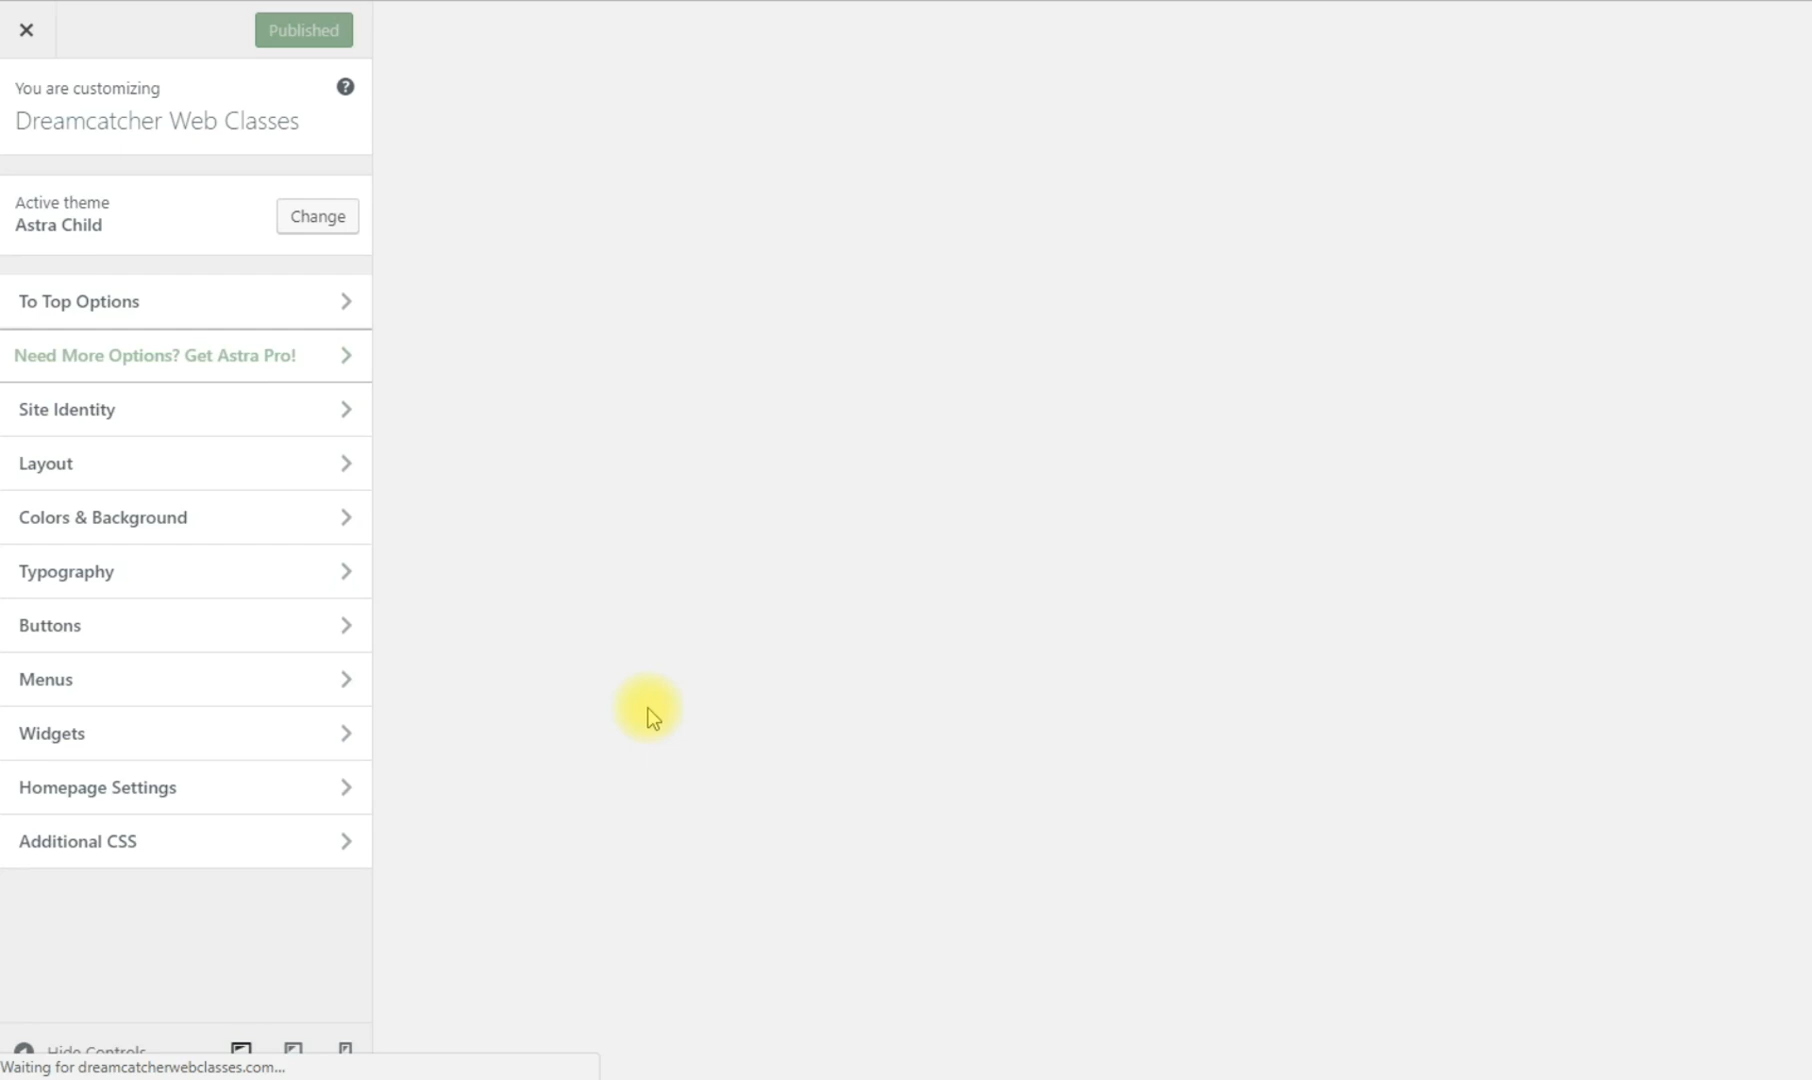 Published
You are customizing
Dreamcatcher Web Classes
Active theme
Astra Child
Change
To Top Options
Need More Options? Get Astra Pro!
Site Identity
Layout
Colors & Background
Typography
Buttons
Menus
Widgets
Homepage Settings
Additional CSS
Hide Controls
Waiting for dreamcatcherwebclasses.com...